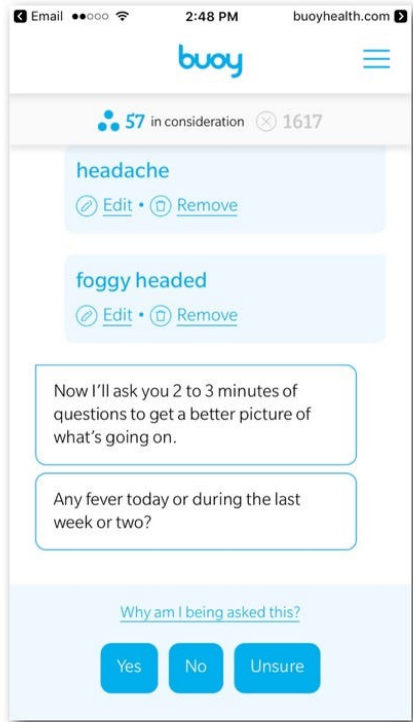 Email 2:48 PM buoyhealth.com
buoy
57 in consideration 1617
headache
Edit • Remove
foggy headed
Edit • Remove
Now I'll ask you 2 to 3 minutes of
questions to get a better picture of
what's going on.
Any fever today or during the last
week or two?
Why am I being asked this?
Yes No Unsure